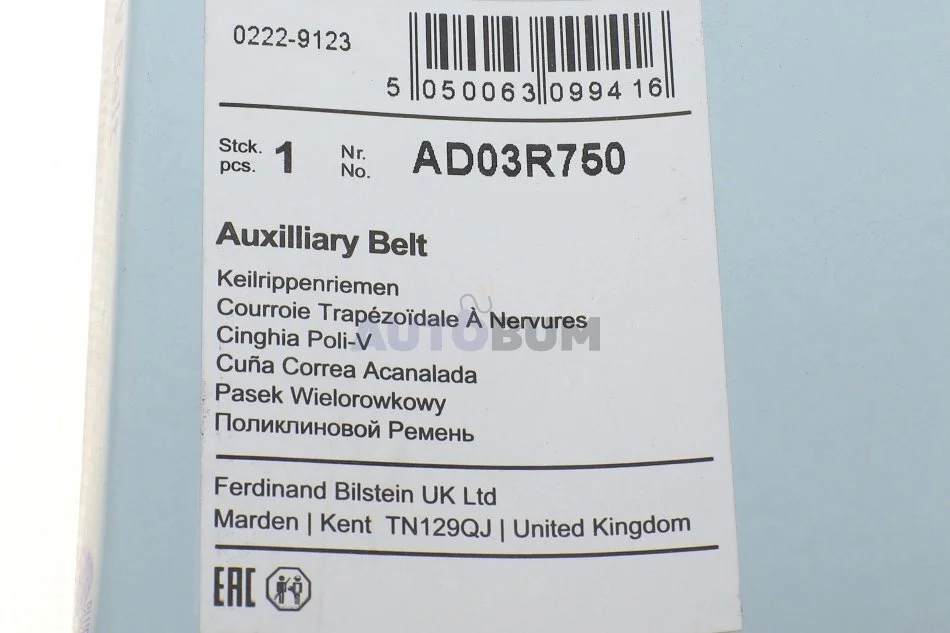 0222-9123
5 050063 099416
Stck.
pcs. 1 Nr.
No. AD03R750
Auxilliary Belt
Keilrippenriemen
Courroie Trapézoïdale À Nervures
Cinghia Poli-V
AUTOBUM
Cuña Correa Acanalada
Pasek Wielorowkowy
Поликлиновой Ремень
Ferdinand Bilstein UK Ltd
Marden | Kent TN129QJ | United Kingdom
EAC